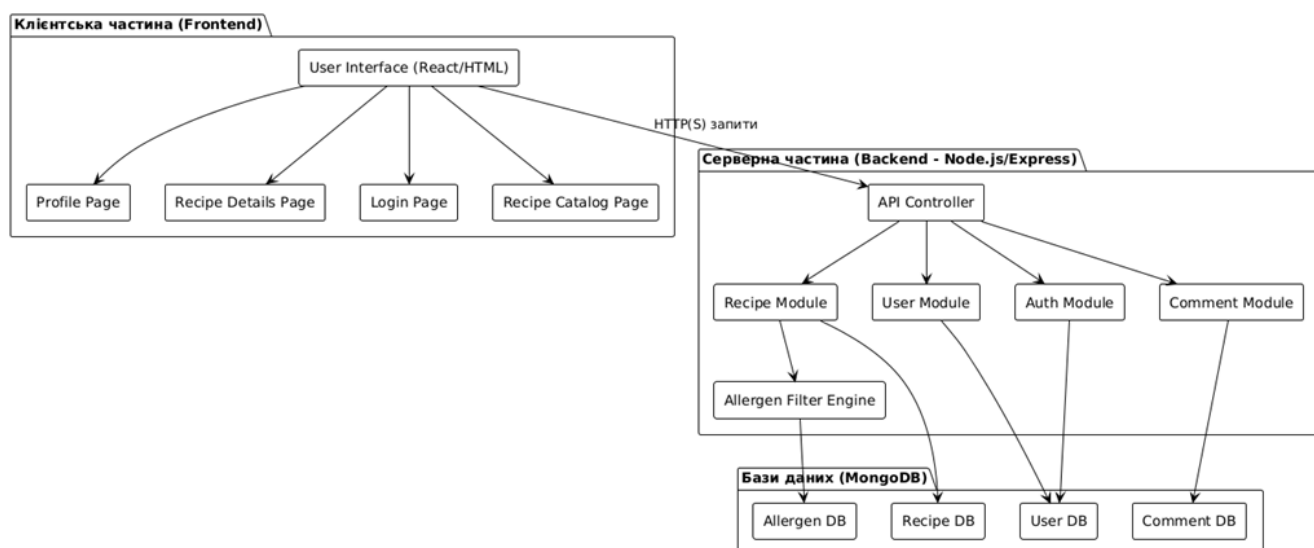 Клієнтська частина (Frontend)
User Interface (React/HTML)
HTTP(S) запити
Profile Page
Recipe Details Page
Login Page
Recipe Catalog Page
Серверна частина (Backend - Node.js/Express)
API Controller
Recipe Module
User Module
Auth Module
Comment Module
Allergen Filter Engine
Бази даних (MongoDB)
Allergen DB
Recipe DB
User DB
Comment DB